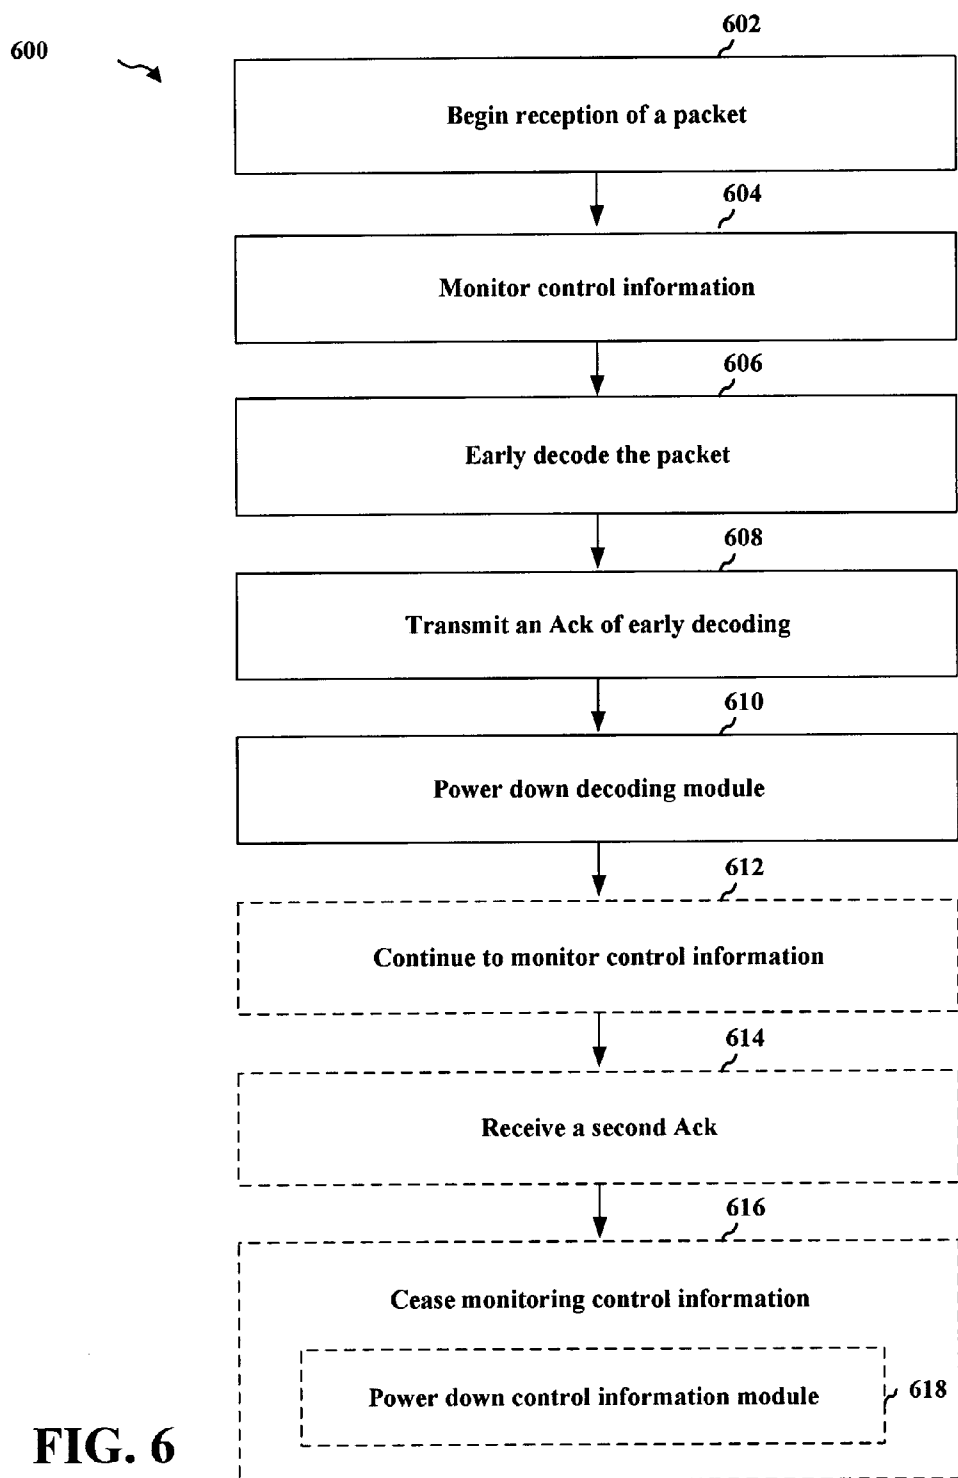 600
602
Begin reception of a packet
604
Monitor control information
606
Early decode the packet
608
Transmit an Ack of early decoding
610
Power down decoding module
612
Continue to monitor control information
614
Receive a second Ack
616
Cease monitoring control information
Power down control information module
618
FIG. 6